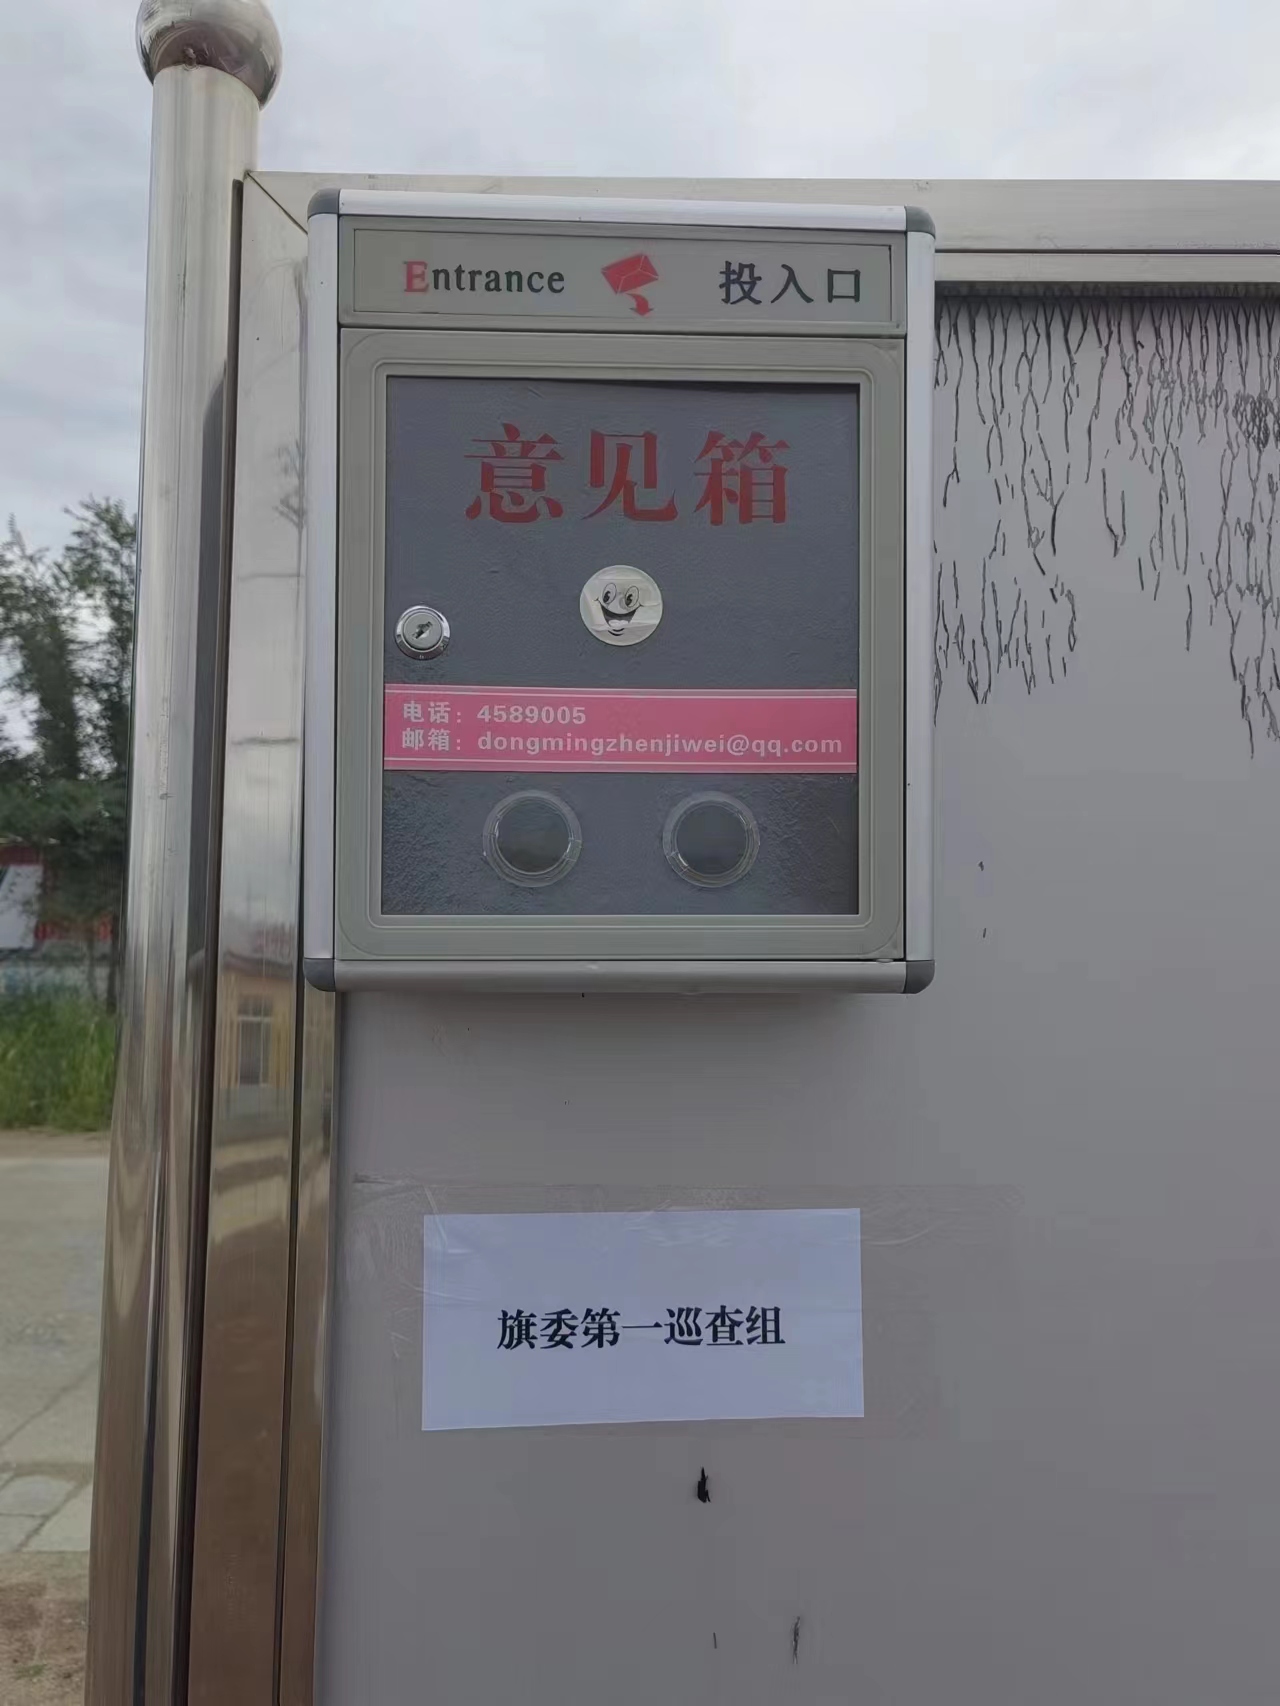 Entrance 投入口
意见箱
电话：4589005
邮箱：dongmingzhenjiwei@qq.com
旗委第一巡查组